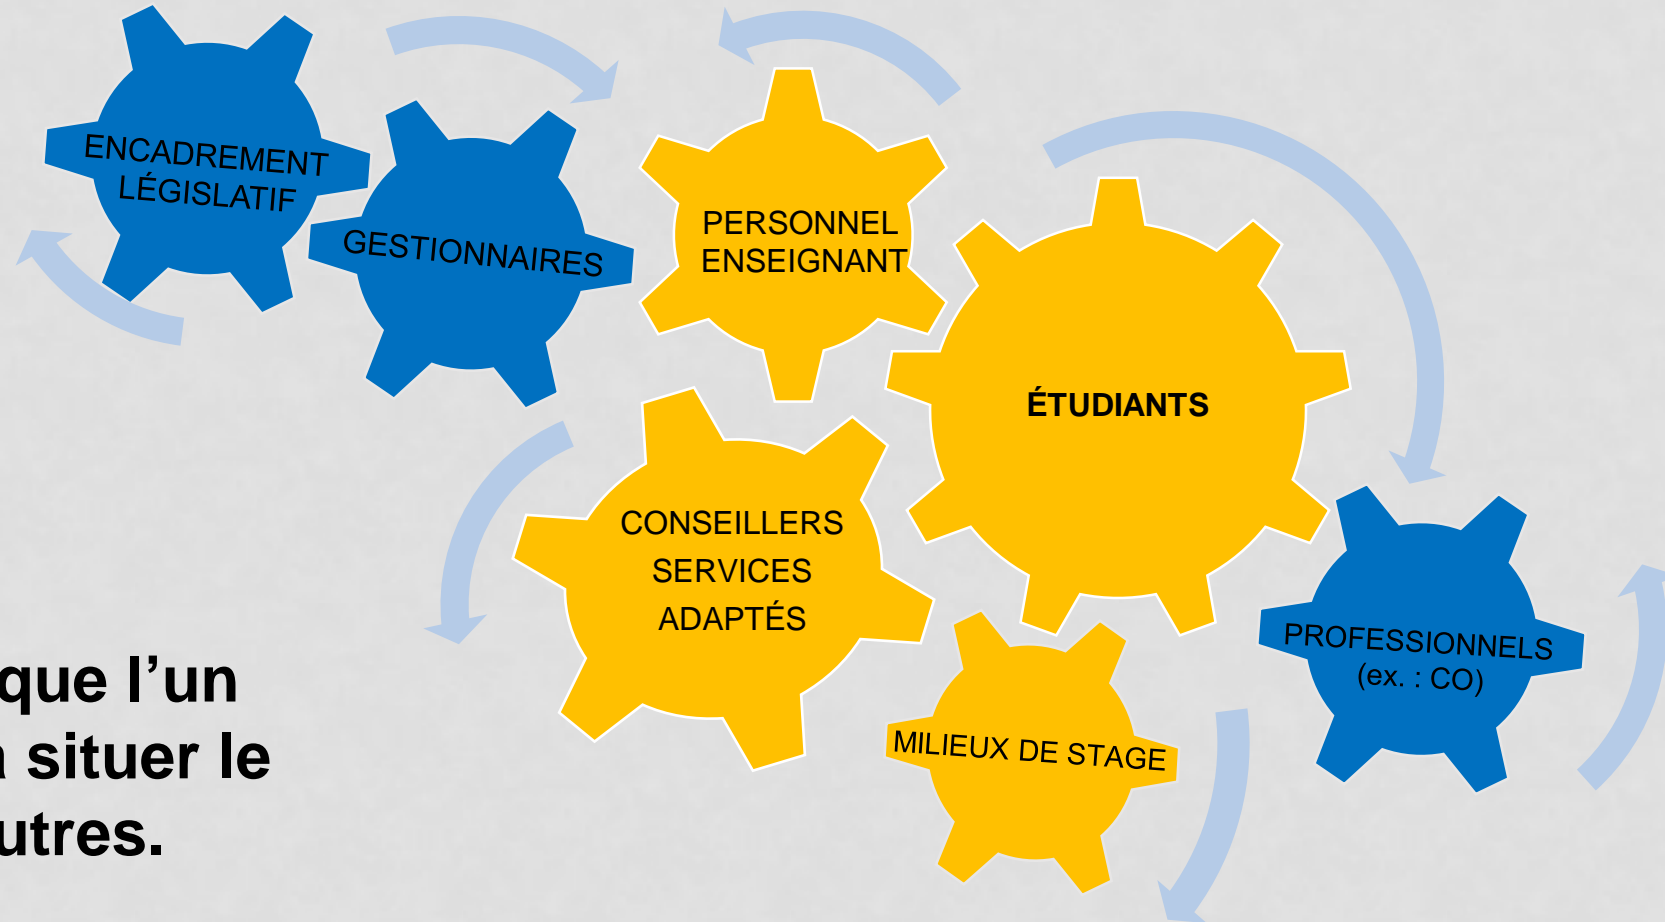 ENCADREMENT
LÉGISLATIF
GESTIONNAIRES
PERSONNEL
ENSEIGNANT
ÉTUDIANTS
CONSEILLERS
SERVICES
ADAPTÉS
MILIEUX DE STAGE
PROFESSIONNELS
(ex. : CO)
que l’un
situer le